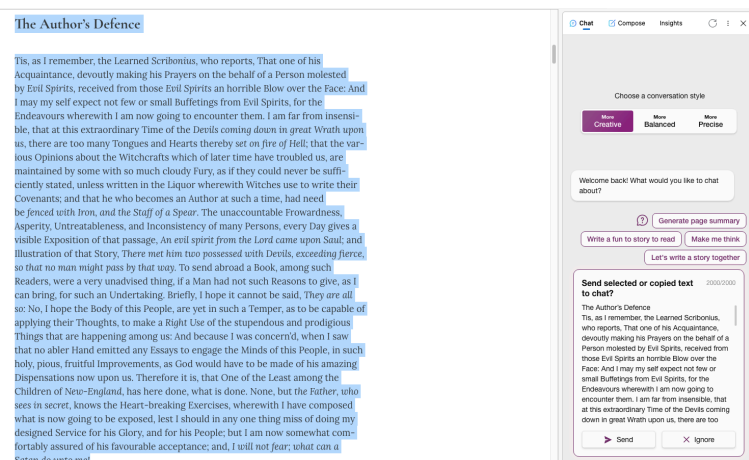 The Author's Defence
Tis, as I remember, the Learned Scribonius, who reports, That one of his
Acquaintance, devoutly making his Prayers on the behalf of a Person molested
by Evil Spirits, received from those Evil Spirits an horrible Blow over the Face: And
I may my self expect not few or small Buffetings from Evil Spirits, for the
Endeavours wherewith I am now going to encounter them. I am far from insensi-
ble, that at this extraordinary Time of the Devils coming down in great Wrath upon
us, there are too many Tongues and Hearts thereby set on fire of Hell; that the var-
ious Opinions about the Witchcrafts which of later time have troubled us, are
maintained by some with so much cloudy Fury, as if they could never be suffi-
ciently stated, unless written in the Liquor wherewith Witches use to write their
Covenants; and that he who becomes an Author at such a time, had need
be fenced with Iron, and the Staff of a Spear. The unaccountable Frowardness,
Asperity, Untreatableness, and Inconsistency of many Persons, every Day gives a
visible Exposition of that passage, An evil spirit from the Lord came upon Saul; and
Illustration of that Story, There met him two possessed with Devils, exceeding fierce,
so that no man might pass by that way. To send abroad a Book, among such
Readers, were a very unadvised thing, if a Man had not such Reasons to give, as I
can bring, for such an Undertaking. Briefly, I hope it cannot be said, They are all
so: No, I hope the Body of this People, are yet in such a Temper, as to be capable of
applying their Thoughts, to make a Right Use of the stupendous and prodigious
Things that are happening among us: And because I was concern'd, when I saw
that no abler Hand emitted any Essays to engage the Minds of this People, in such
holy, pious, fruitful Improvements, as God would have to be made of his amazing
Dispensations now upon us. Therefore it is, that One of the Least among the
Children of New-England, has here done, what is done. None, but the Father, who
sees in secret, knows the Heart-breaking Exercises, wherewith I have composed
what is now going to be exposed, lest I should in any one thing miss of doing my
designed Service for his Glory, and for his People; but I am now somewhat com-
fortably assured of his favourable acceptance; and, I will not fear; what can a
Satan do unto me!
Chat
Compose
Insights
Choose a conversation style
More
Creative
More
Balanced
More
Precise
Welcome back! What would you like to chat
about?
Generate page summary
Write a fun to story to read
Make me think
Let's write a story together
Send selected or copied text
to chat?
2000/2000
The Author's Defence
Tis, as I remember, the Learned Scribonius,
who reports, That one of his Acquaintance,
devoutly making his Prayers on the behalf of a
Person molested by Evil Spirits, received from
those Evil Spirits an horrible Blow over the
Face: And I may my self expect not few or
small Buffetings from Evil Spirits, for the
Endeavours wherewith I am now going to
encounter them. I am far from insensible, that
at this extraordinary Time of the Devils coming
down in great Wrath upon us, there are too
Send
Ignore